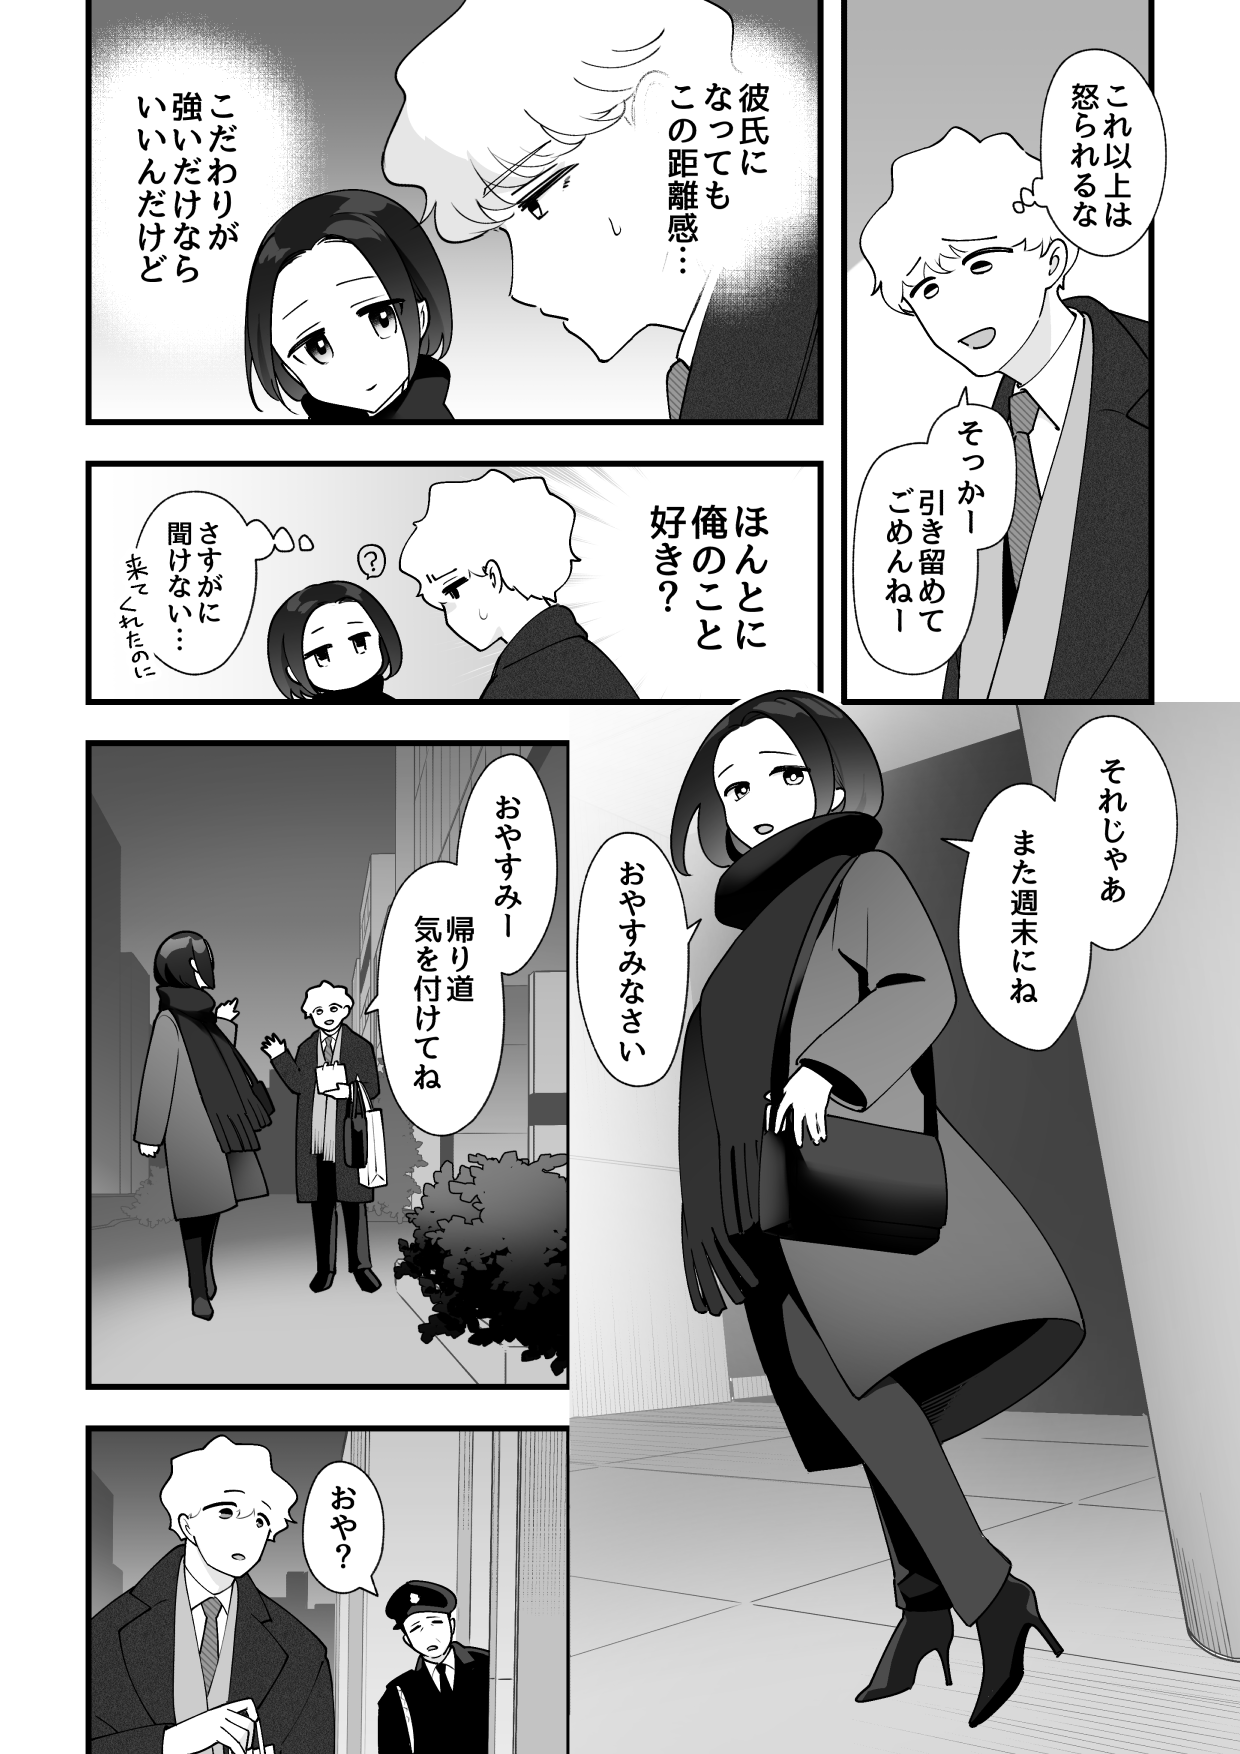 これ以上は
怒られるな
そっかー
引き留めて
ごめんねー
彼氏に
なっても
この距離感…
こだわりが
強いだけなら
いいんだけど
ほんとに
俺のこと
好き？
？
さすがに
聞けない…
来てくれたのに
それじゃあ
また週末にね
おやすみなさい
おやすみー
帰り道
気を付けてね
おや？